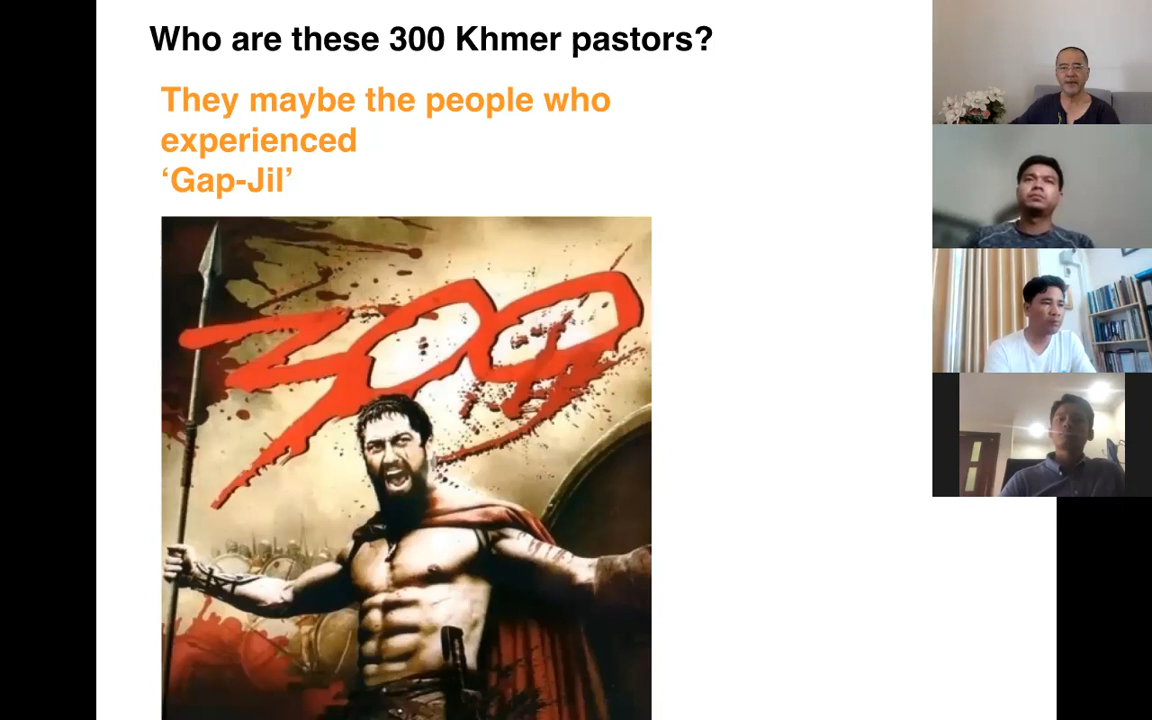 Who are these 300 Khmer pastors?
They maybe the people who
experienced
‘Gap-Jil’
300